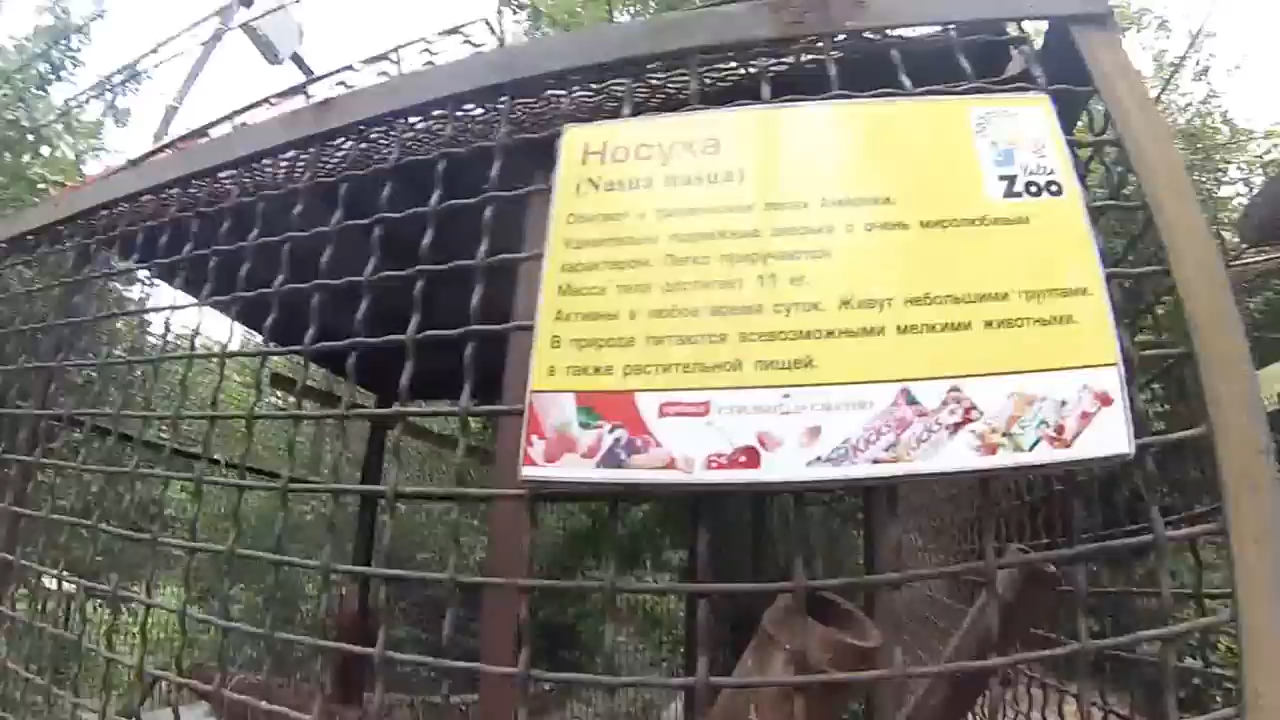 Носуха
(Nasua nasua)
Yalta
Zoo
Обитает в тропических лесах Америки.
Удивительно подвижные зверьки с очень миролюбивым
характером. Легко приручаются.
Масса тела достигает 11 кг.
Активны в любое время суток. Живут небольшими группами.
В природе питаются всевозможными мелкими животными,
а также растительной пищей.